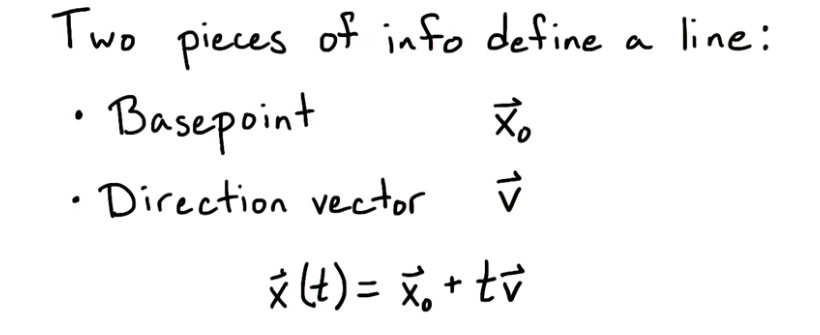 Two pieces of info define a line:
• Basepoint x⃗₀
• Direction vector v⃗
x⃗(t) = x⃗₀ + tv⃗